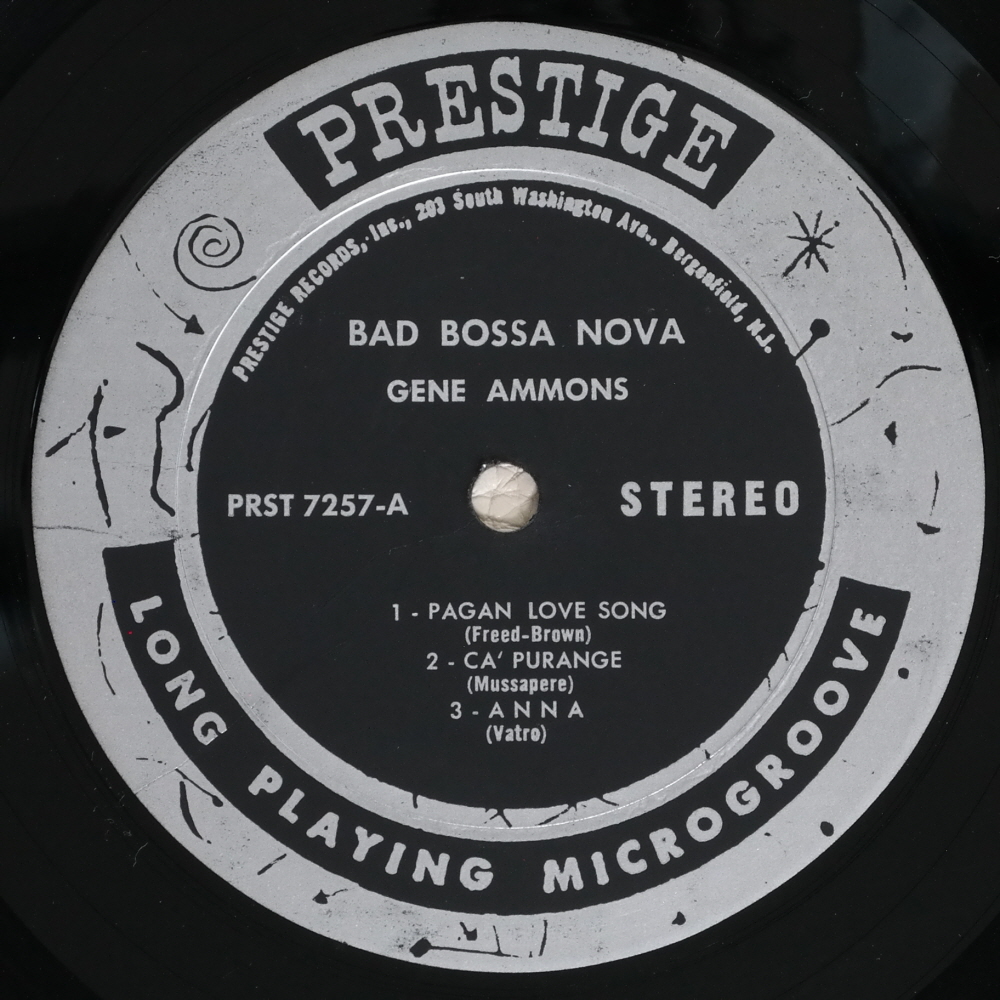 PRESTIGE
PRESTIGE RECORDS, Inc., 203 South Washington Ave., Bergenfield, N.J.
BAD BOSSA NOVA
GENE AMMONS
PRST 7257-A
STEREO
1 - PAGAN LOVE SONG
(Freed-Brown)
2 - CA' PURANGE
(Mussapere)
3 - ANNA
(Vatro)
LONG PLAYING MICROGROOVE